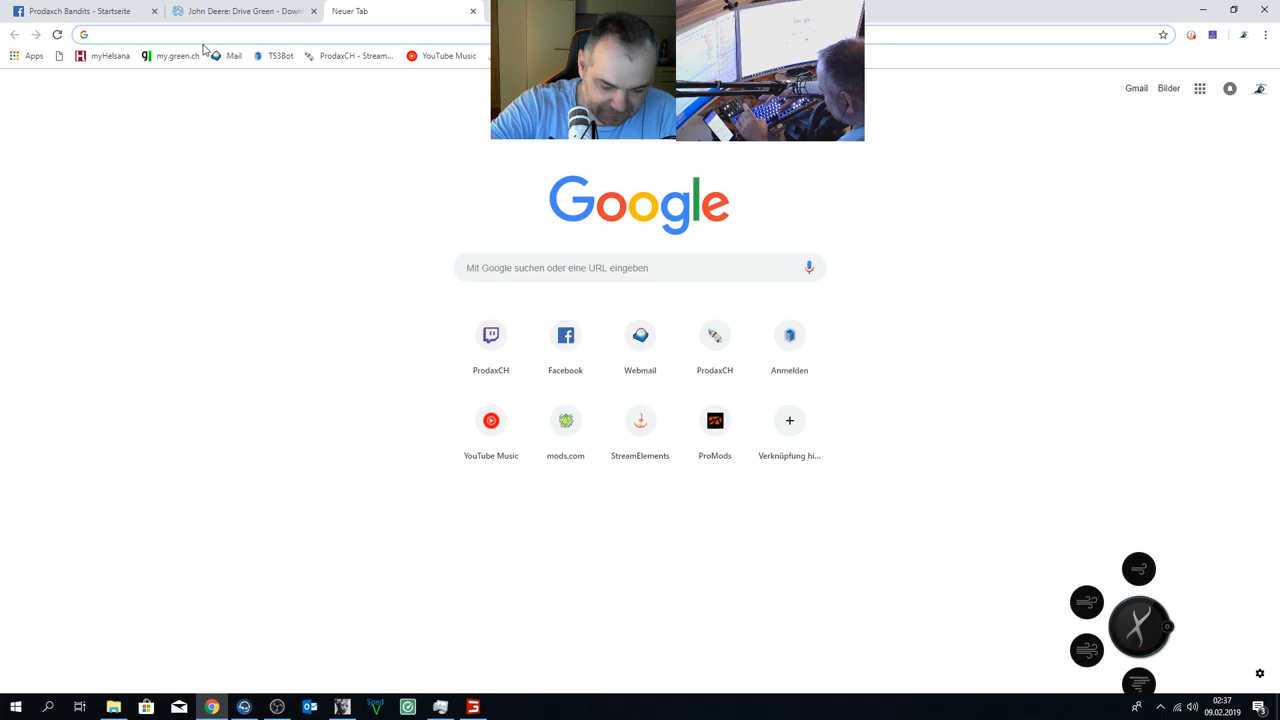 Prodaxch Bandits - Startseite
John Deere: Drive Green - Down
Neuer Tab
Apps
myHelsana
my.green.ch
Mail
TS3Bot
ProdaxCH - Stream...
YouTube Music
Gmail
Bilder
Google
Mit Google suchen oder eine URL eingeben
ProdaxCH
Facebook
Webmail
ProdaxCH
Anmelden
YouTube Music
mods.com
StreamElements
ProMods
Verknüpfung hi...
02:37
09.02.2019
3